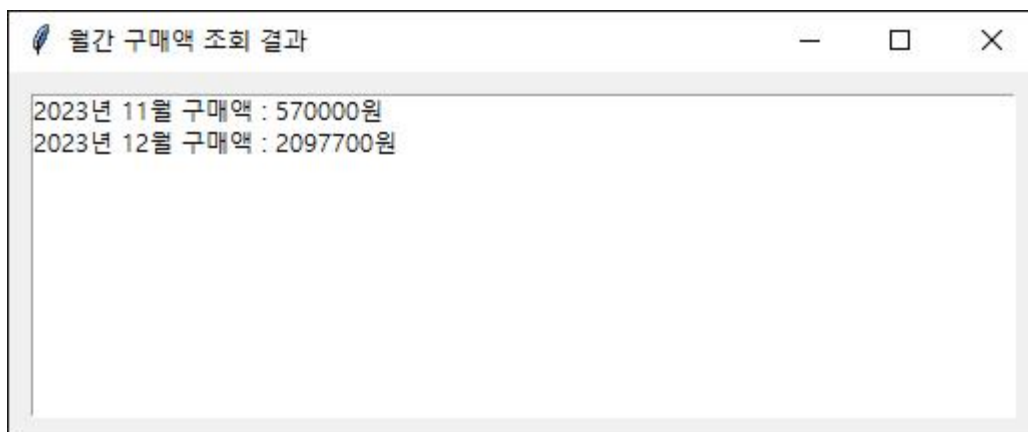 월간 구매액 조회 결과
2023년 11월 구매액 : 570000원
2023년 12월 구매액 : 2097700원